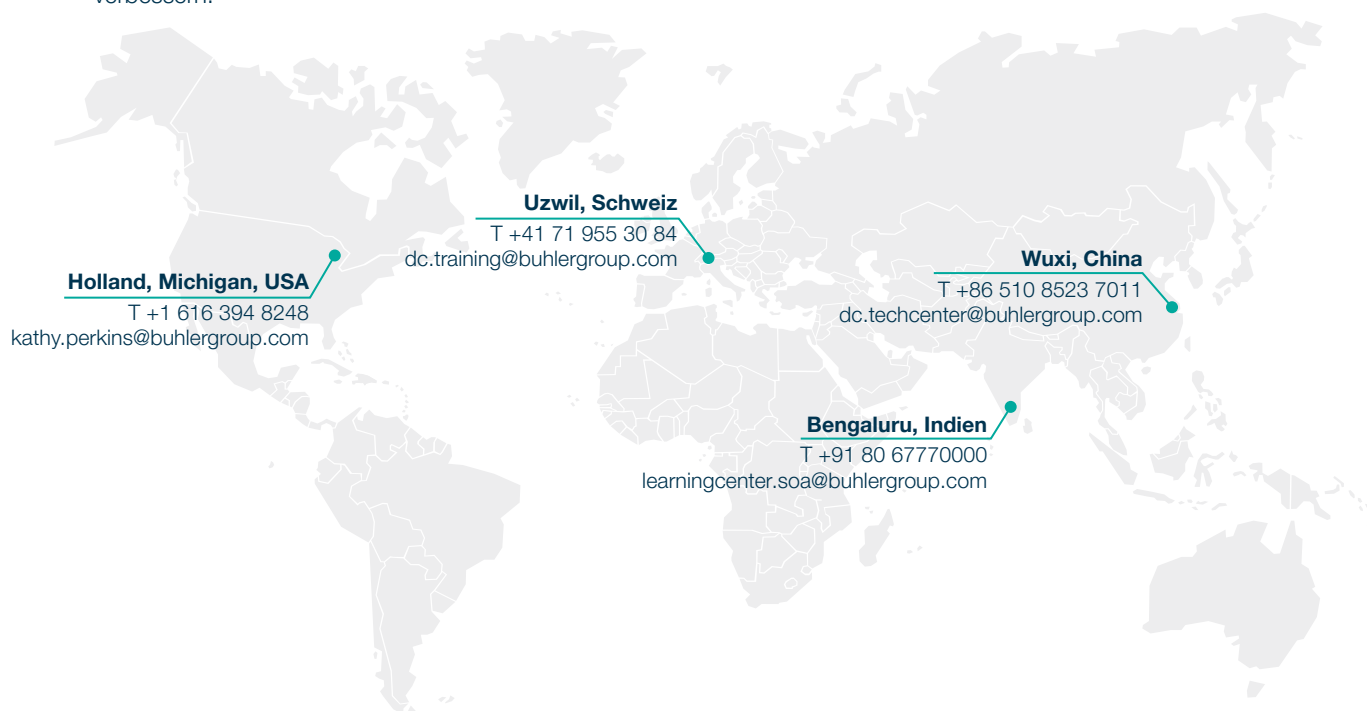 verbessern.
Uzwil, Schweiz
T +41 71 955 30 84
dc.training@buhlergroup.com
Holland, Michigan, USA
T +1 616 394 8248
kathy.perkins@buhlergroup.com
Wuxi, China
T +86 510 8523 7011
dc.techcenter@buhlergroup.com
Bengaluru, Indien
T +91 80 67770000
learningcenter.soa@buhlergroup.com